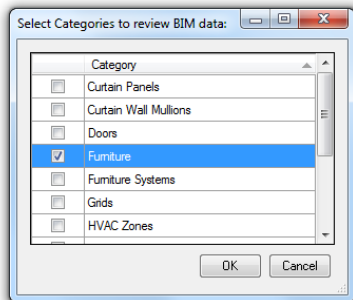 Select Categories to review BIM data:
Category
Curtain Panels
Curtain Wall Mullions
Doors
Furniture
Furniture Systems
Grids
HVAC Zones
OK Cancel